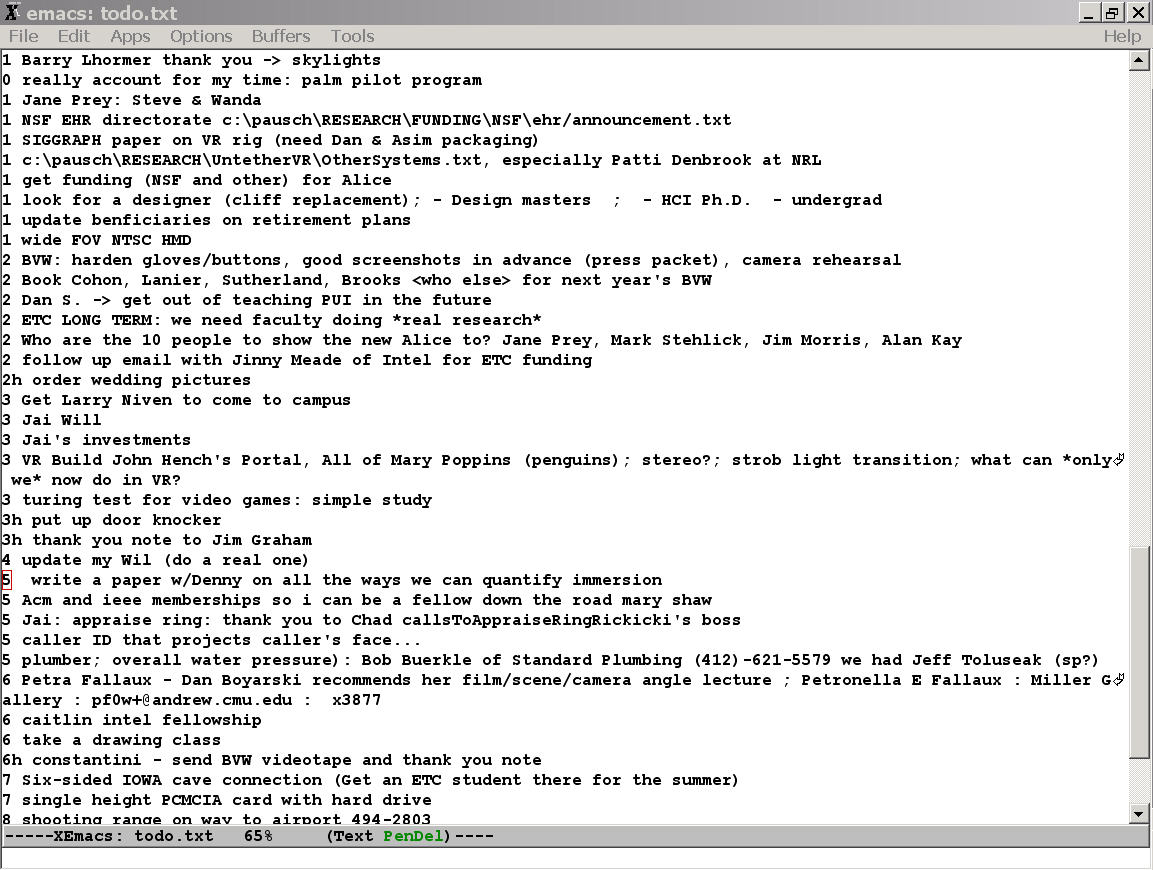 emacs: todo.txt
File Edit Apps Options Buffers Tools Help
1 Barry Lhormer thank you -> skylights
0 really account for my time: palm pilot program
1 Jane Prey: Steve & Wanda
1 NSF EHR directorate c:\pausch\RESEARCH\FUNDING\NSF\ehr/announcement.txt
1 SIGGRAPH paper on VR rig (need Dan & Asim packaging)
1 c:\pausch\RESEARCH\UntetherVR\OtherSystems.txt, especially Patti Denbrook at NRL
1 get funding (NSF and other) for Alice
1 look for a designer (cliff replacement); - Design masters  ;  - HCI Ph.D.  - undergrad
1 update benficiaries on retirement plans
1 wide FOV NTSC HMD
2 BVW: harden gloves/buttons, good screenshots in advance (press packet), camera rehearsal
2 Book Cohon, Lanier, Sutherland, Brooks <who else> for next year's BVW
2 Dan S. -> get out of teaching PUI in the future
2 ETC LONG TERM: we need faculty doing *real research*
2 Who are the 10 people to show the new Alice to? Jane Prey, Mark Stehlick, Jim Morris, Alan Kay
2 follow up email with Jinny Meade of Intel for ETC funding
2h order wedding pictures
3 Get Larry Niven to come to campus
3 Jai Will
3 Jai's investments
3 VR Build John Hench's Portal, All of Mary Poppins (penguins); stereo?; strob light transition; what can *only
we* now do in VR?
3 turing test for video games: simple study
3h put up door knocker
3h thank you note to Jim Graham
4 update my Wil (do a real one)
5  write a paper w/Denny on all the ways we can quantify immersion
5 Acm and ieee memberships so i can be a fellow down the road mary shaw
5 Jai: appraise ring: thank you to Chad callsToAppraiseRingRickicki's boss
5 caller ID that projects caller's face...
5 plumber; overall water pressure): Bob Buerkle of Standard Plumbing (412)-621-5579 we had Jeff Toluseak (sp?)
6 Petra Fallaux - Dan Boyarski recommends her film/scene/camera angle lecture ; Petronella E Fallaux : Miller G
allery : pf0w+@andrew.cmu.edu :  x3877
6 caitlin intel fellowship
6 take a drawing class
6h constantini - send BVW videotape and thank you note
7 Six-sided IOWA cave connection (Get an ETC student there for the summer)
7 single height PCMCIA card with hard drive
8 shooting range on way to airport 494-2803
-----XEmacs: todo.txt   65%     (Text PenDel)----